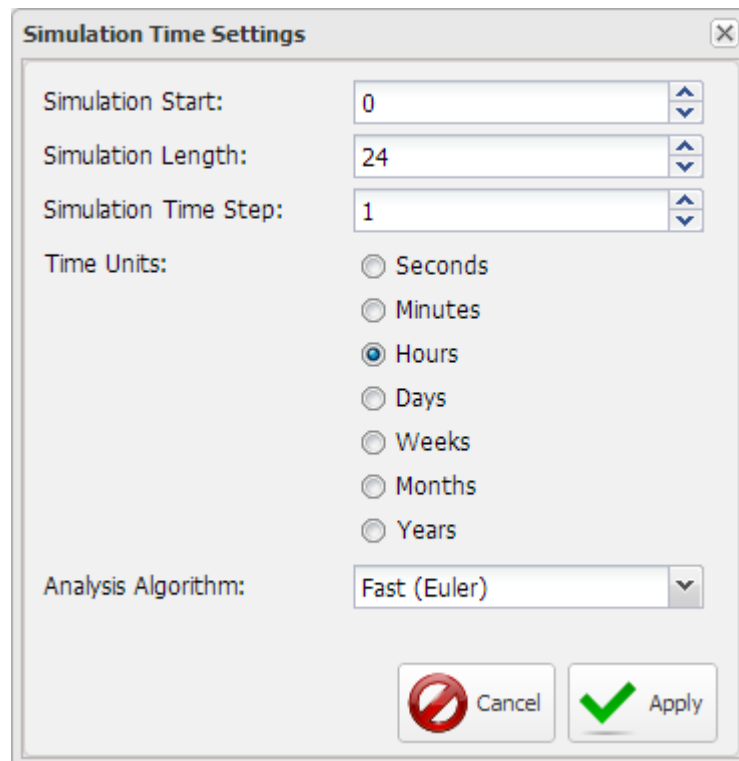 Simulation Time Settings
Simulation Start: 0
Simulation Length: 24
Simulation Time Step: 1
Time Units: Seconds
Minutes
Hours
Days
Weeks
Months
Years
Analysis Algorithm: Fast (Euler)
Cancel Apply